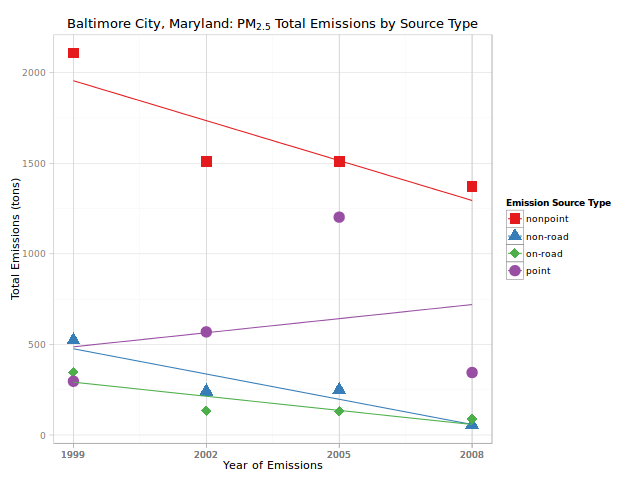 Baltimore City, Maryland: PM2.5 Total Emissions by Source Type
Total Emissions (tons)
2000
1500
1000
500
0
1999 2002 2005 2008
Year of Emissions
Emission Source Type
nonpoint
non-road
on-road
point